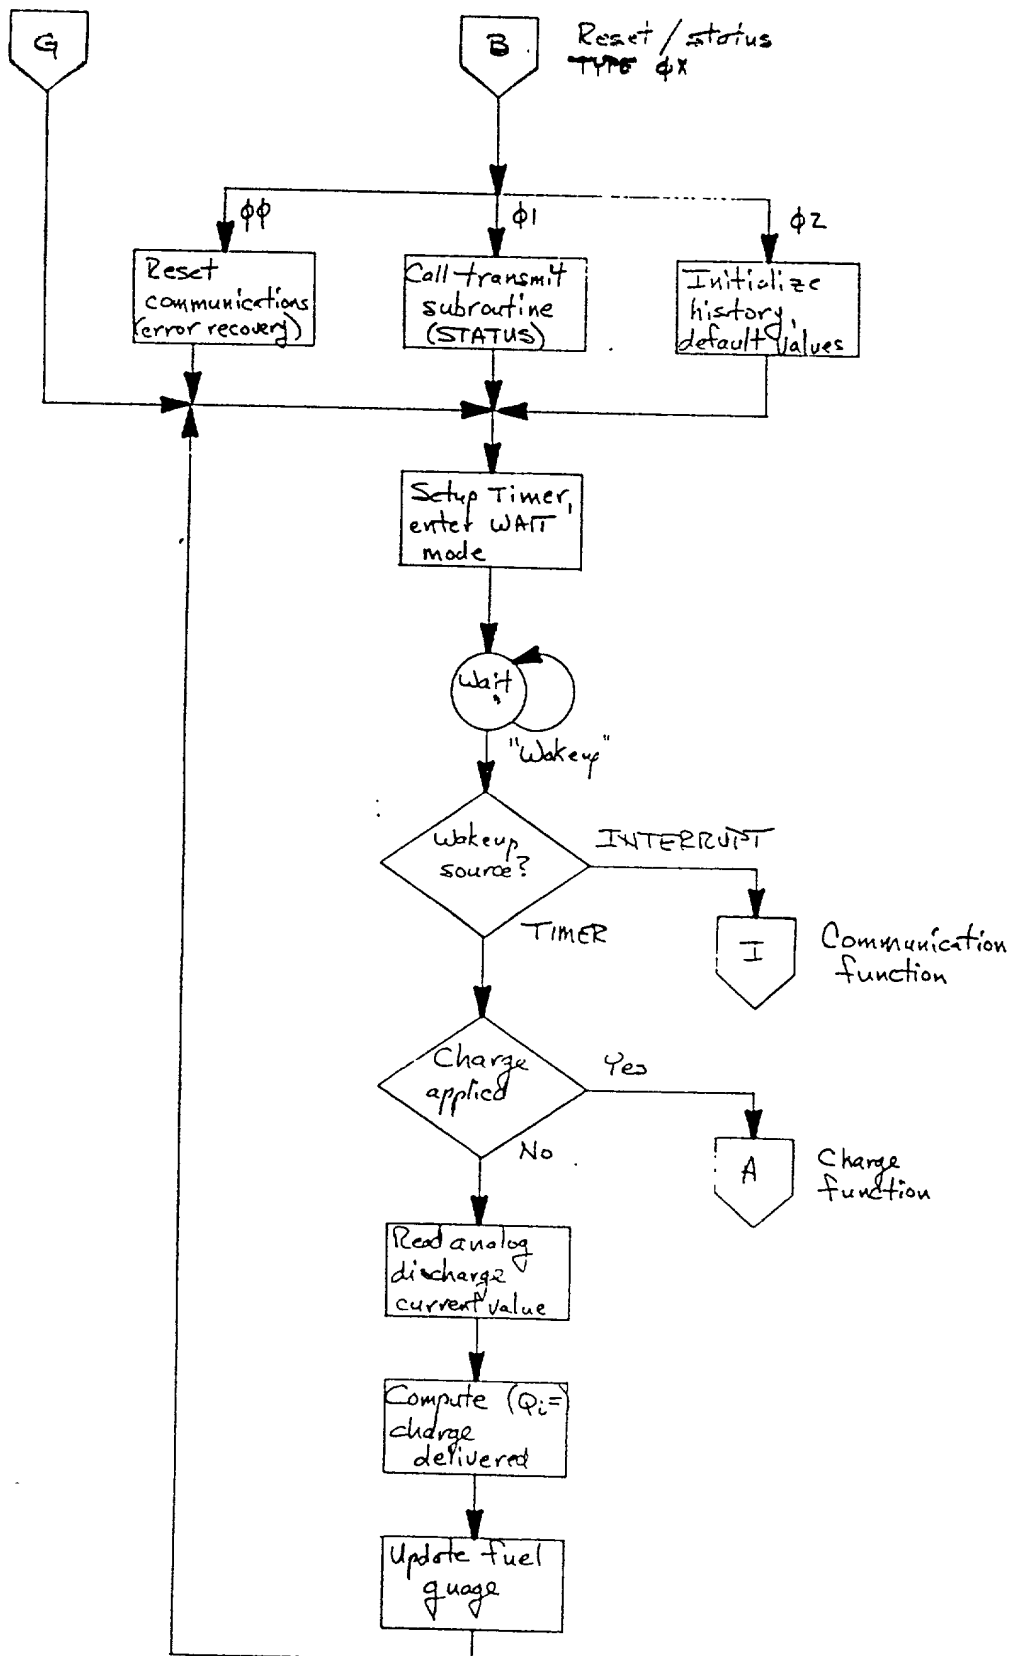 G
B
Reset / status
TYPE φX
φφ
φ1
φ2
Reset
communications
(error recovery)
Call transmit
subroutine
(STATUS)
Initialize
history,
default values
Setup Timer,
enter WAIT
mode
Wait
"Wakeup"
Wakeup
source?
INTERRUPT
TIMER
I
Communication
function
Charge
applied
Yes
No
A
Charge
function
Read analog
discharge
current value
Compute (Qi=)
charge
delivered
Update fuel
guage